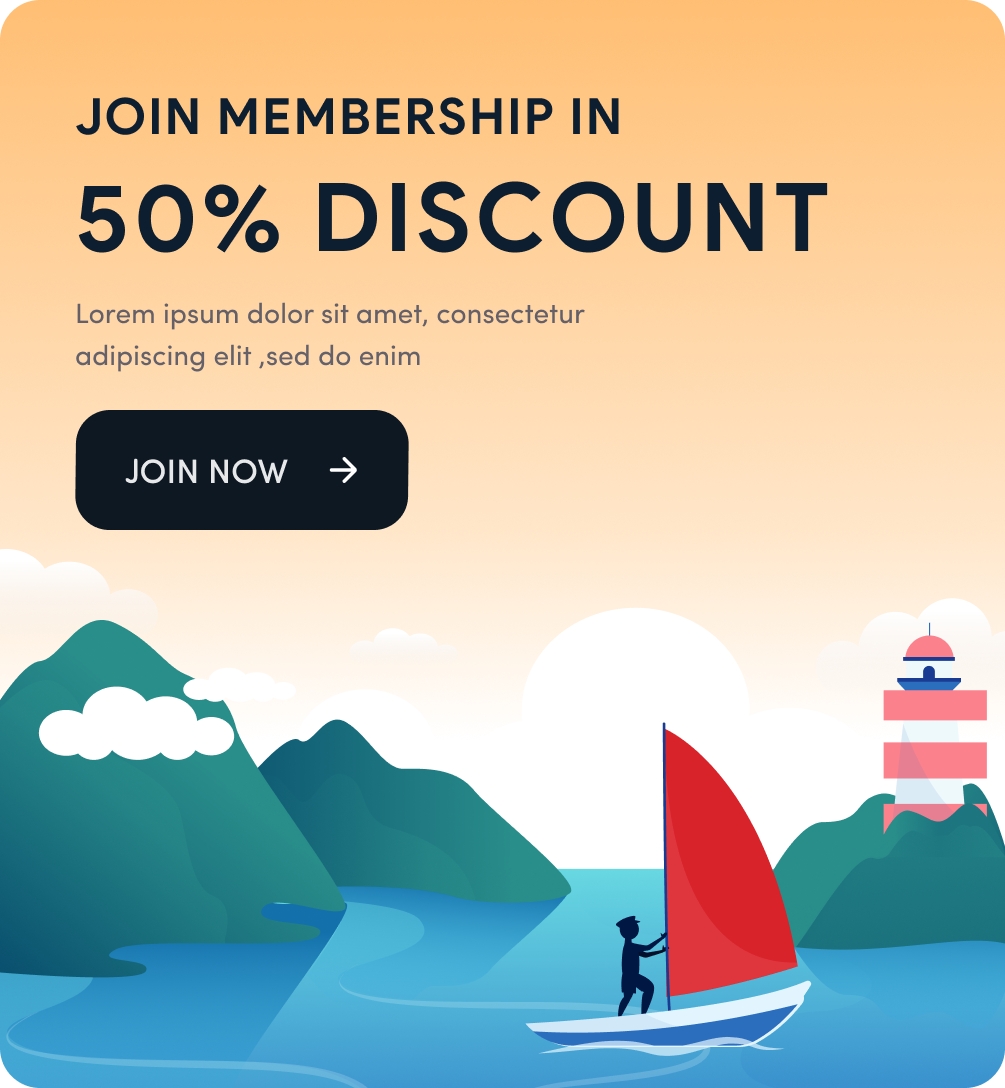 JOIN MEMBERSHIP IN
50% DISCOUNT
Lorem ipsum dolor sit amet, consectetur
adipiscing elit ,sed do enim
JOIN NOW